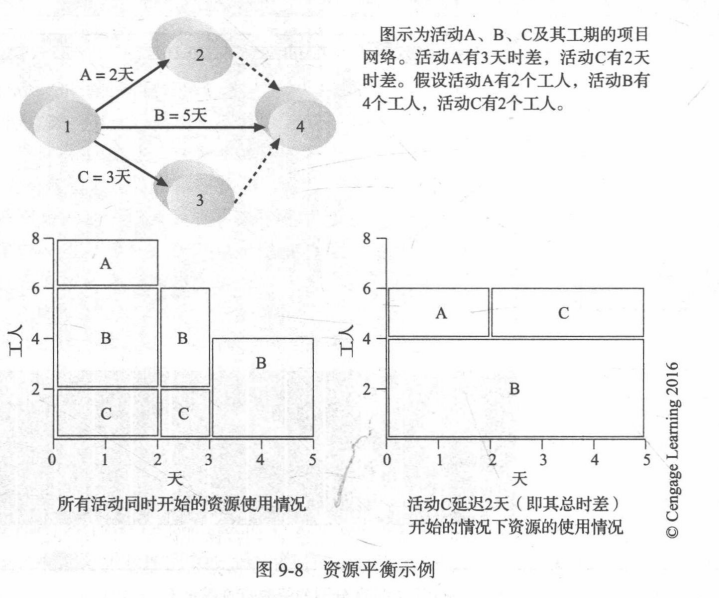 图示为活动A、B、C及其工期的项目
网络。活动A有3天时差，活动C有2天
时差。假设活动A有2个工人，活动B有
4个工人，活动C有2个工人。
2
A = 2天
1
B = 5天
4
C = 3天
3
8
6
4
2
工人
A
B
B
B
C
C
0 1 2 3 4 5
天
所有活动同时开始的资源使用情况
8
6
4
2
工人
A
C
B
0 1 2 3 4 5
天
活动C延迟2天（即其总时差）
开始的情况下资源的使用情况
© Cengage Learning 2016
图 9-8 资源平衡示例